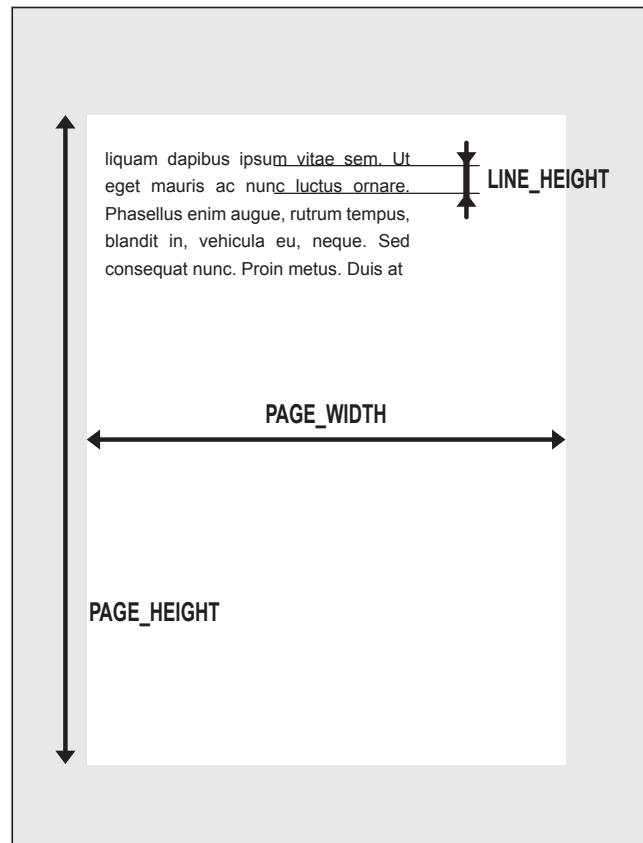 liquam dapibus ipsum vitae sem. Ut
eget mauris ac nunc luctus ornare.
Phasellus enim augue, rutrum tempus,
blandit in, vehicula eu, neque. Sed
consequat nunc. Proin metus. Duis at
LINE_HEIGHT
PAGE_WIDTH
PAGE_HEIGHT